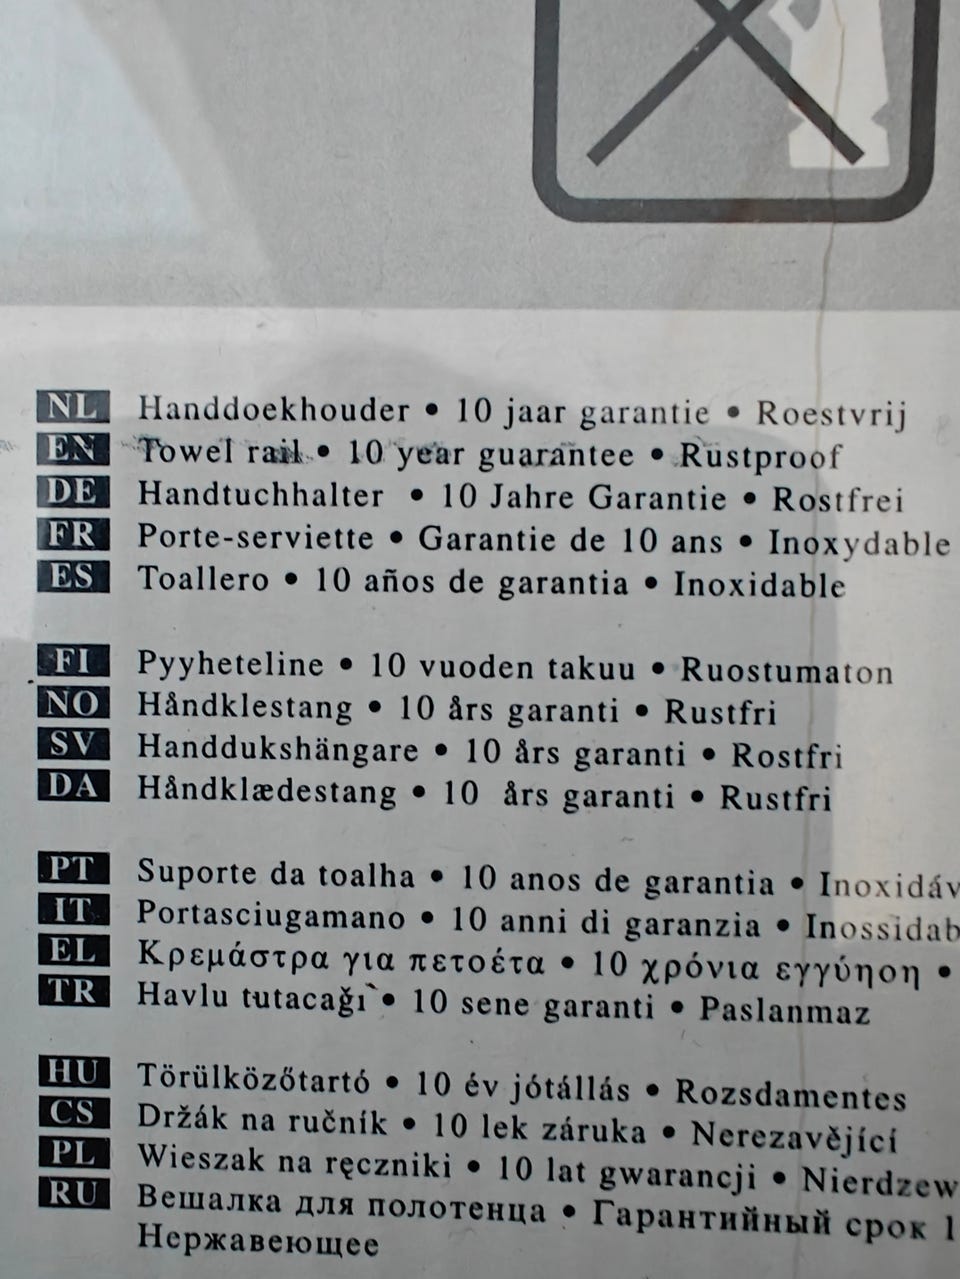 NL Handdoekhouder • 10 jaar garantie • Roestvrij
EN Towel rail • 10 year guarantee • Rustproof
DE Handtuchhalter • 10 Jahre Garantie • Rostfrei
FR Porte-serviette • Garantie de 10 ans • Inoxydable
ES Toallero • 10 años de garantia • Inoxidable
FI Pyyheteline • 10 vuoden takuu • Ruostumaton
NO Håndklestang • 10 års garanti • Rustfri
SV Handdukshängare • 10 års garanti • Rostfri
DA Håndklædestang • 10 års garanti • Rustfri
PT Suporte da toalha • 10 anos de garantia • Inoxidáv
IT Portasciugamano • 10 anni di garanzia • Inossidab
EL Κρεμάστρα για πετσέτα • 10 χρόνια εγγύηση •
TR Havlu tutacağı` • 10 sene garanti • Paslanmaz
HU Törülközőtartó • 10 év jótállás • Rozsdamentes
CS Držák na ručník • 10 lek záruka • Nerezavějící
PL Wieszak na ręczniki • 10 lat gwarancji • Nierdzew
RU Вешалка для полотенца • Гарантийный срок 1
Нержавеющее